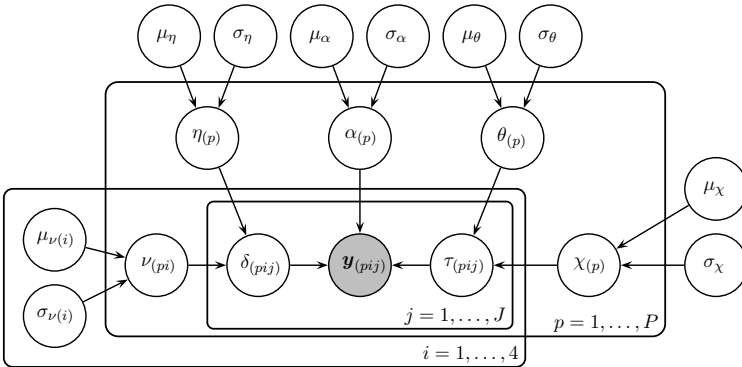 μ_η σ_η μ_α σ_α μ_θ σ_θ
η_(p) α_(p) θ_(p)
μ_χ
μ_ν(i)
ν_(pi) δ_(pij) y_(pij) τ_(pij) χ_(p) σ_χ
σ_ν(i)
j = 1, . . . , J
p = 1, . . . , P
i = 1, . . . , 4